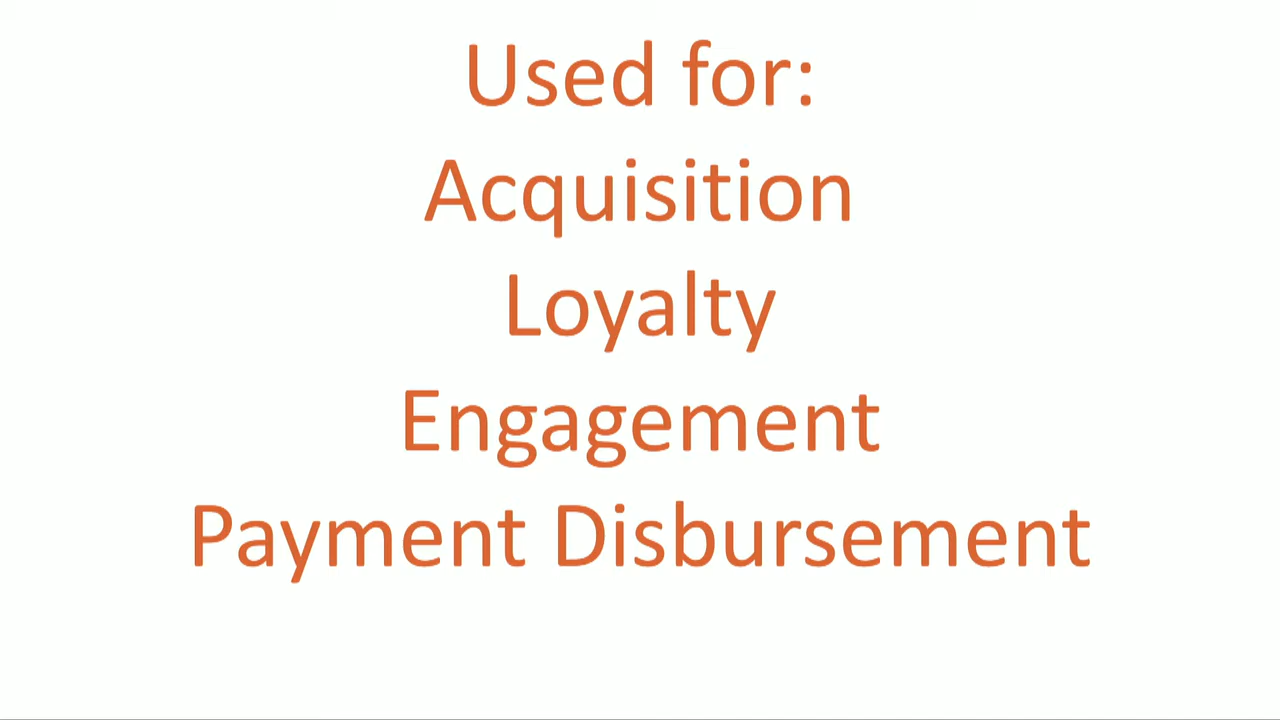 Used for:
Acquisition
Loyalty
Engagement
Payment Disbursement